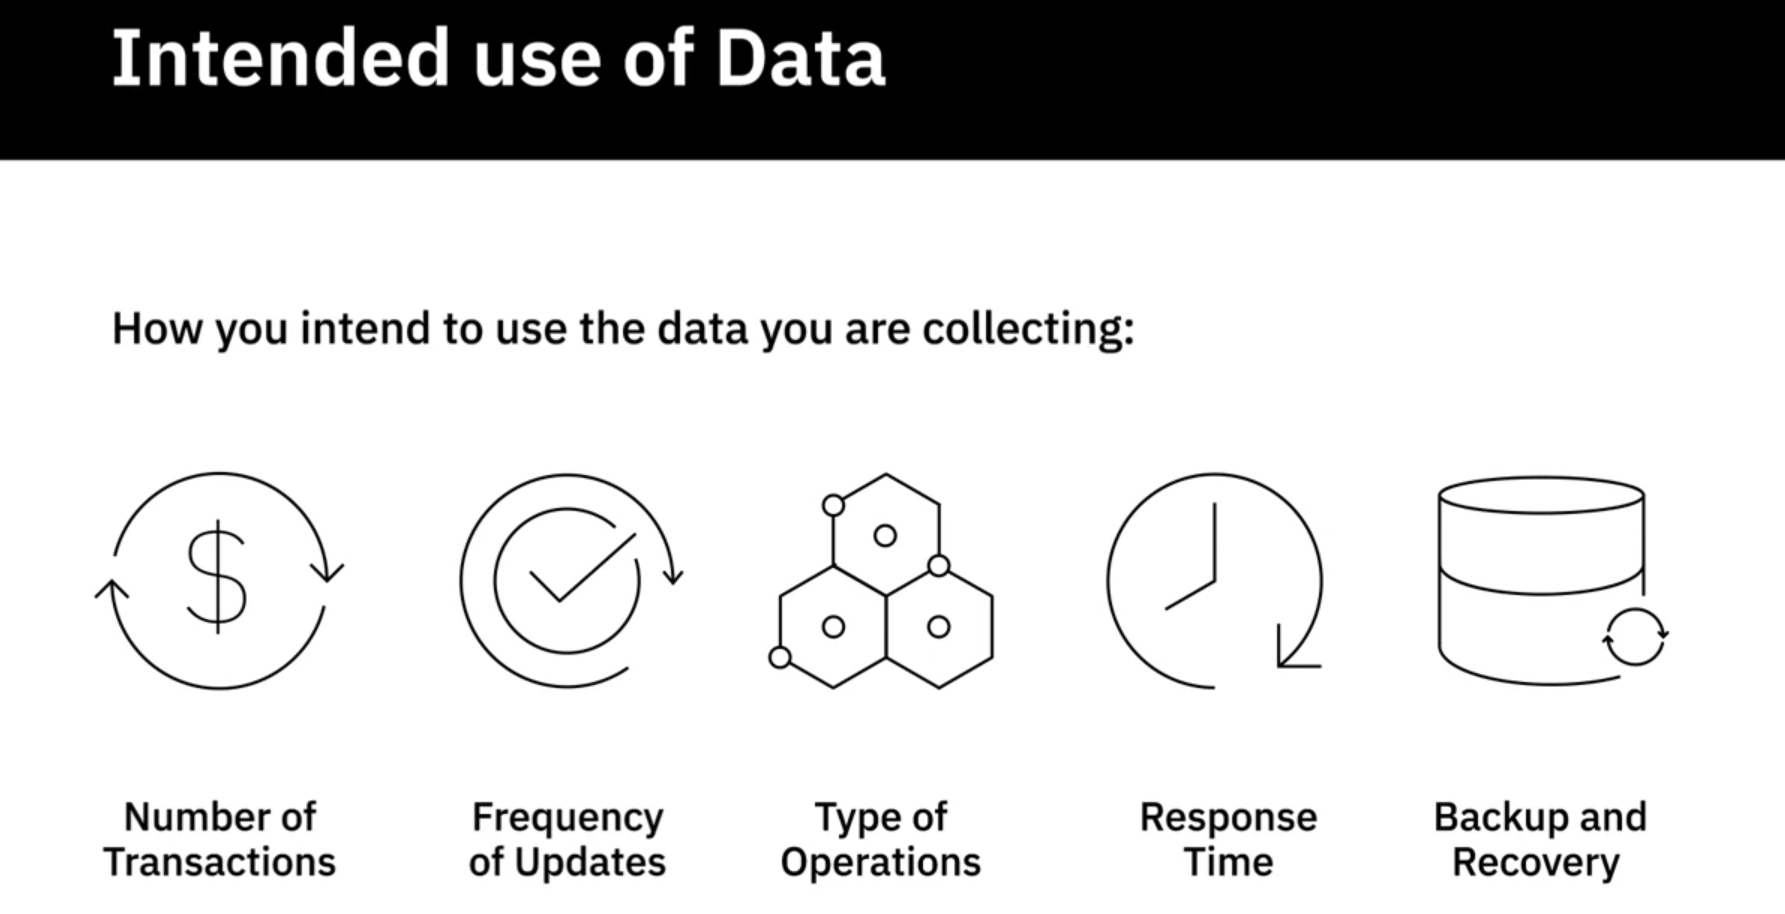 Intended use of Data
How you intend to use the data you are collecting:
$
Number of
Transactions
Frequency
of Updates
Type of
Operations
Response
Time
Backup and
Recovery